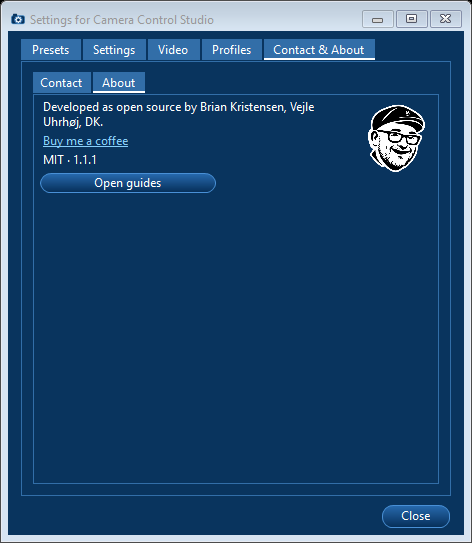 Settings for Camera Control Studio
Presets
Settings
Video
Profiles
Contact & About
Contact
About
Developed as open source by Brian Kristensen, Vejle
Uhrhøj, DK.
Buy me a coffee
MIT · 1.1.1
Open guides
Close